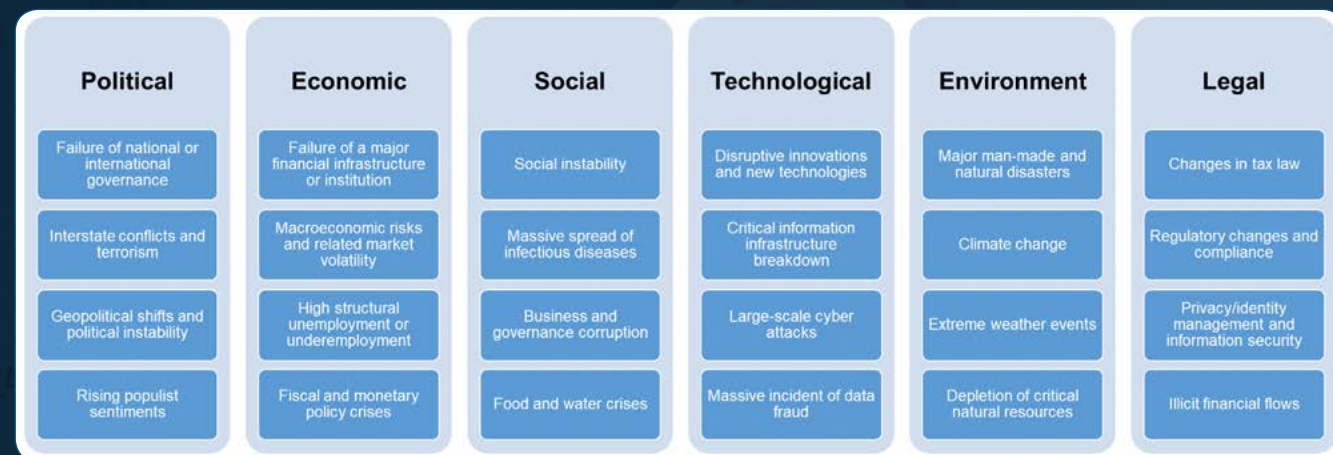 Political
Failure of national or
international
governance
Interstate conflicts and
terrorism
Geopolitical shifts and
political instability
Rising populist
sentiments
Economic
Failure of a major
financial infrastructure
or institution
Macroeconomic risks
and related market
volatility
High structural
unemployment or
underemployment
Fiscal and monetary
policy crises
Social
Social instability
Massive spread of
infectious diseases
Business and
governance corruption
Food and water crises
Technological
Disruptive innovations
and new technologies
Critical information
infrastructure
breakdown
Large-scale cyber
attacks
Massive incident of data
fraud
Environment
Major man-made and
natural disasters
Climate change
Extreme weather events
Depletion of critical
natural resources
Legal
Changes in tax law
Regulatory changes and
compliance
Privacy/identity
management and
information security
Illicit financial flows